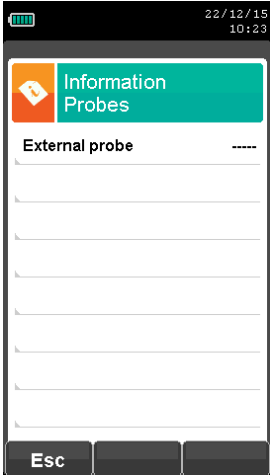 22/12/15
10:23
Information
Probes
External probe -----
Esc